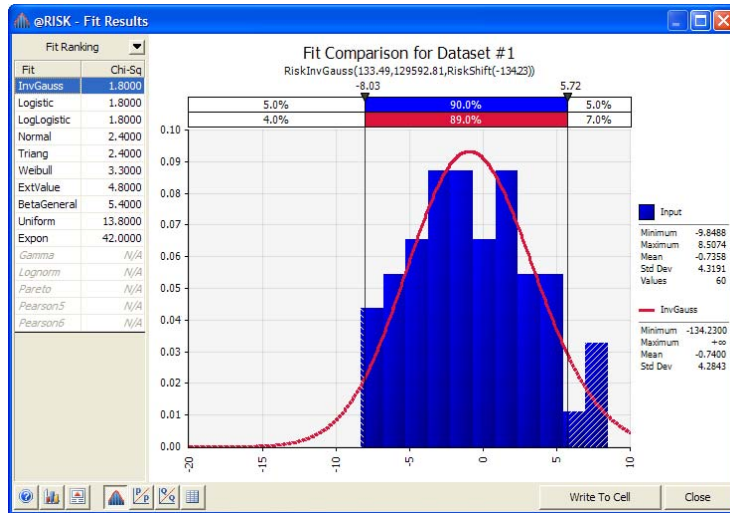 @RISK - Fit Results
Fit Ranking
Fit Chi-Sq
InvGauss 1.8000
Logistic 1.8000
LogLogistic 1.8000
Normal 2.4000
Triang 2.4000
Weibull 3.3000
ExtValue 4.8000
BetaGeneral 5.4000
Uniform 13.8000
Expon 42.0000
Gamma N/A
Lognorm N/A
Pareto N/A
Pearson5 N/A
Pearson6 N/A
Fit Comparison for Dataset #1
RiskInvGauss(133.49,129592.81,RiskShift(-134.23))
-8.03 5.72
5.0% 90.0% 5.0%
4.0% 89.0% 7.0%
0.10
0.09
0.08
0.07
0.06
0.05
0.04
0.03
0.02
0.01
0.00
-20 -15 -10 -5 0 5 10
Input
Minimum -9.8488
Maximum 8.5074
Mean -0.7358
Std Dev 4.3191
Values 60
InvGauss
Minimum -134.2300
Maximum +∞
Mean -0.7400
Std Dev 4.2843
P/P Q/Q
Write To Cell Close